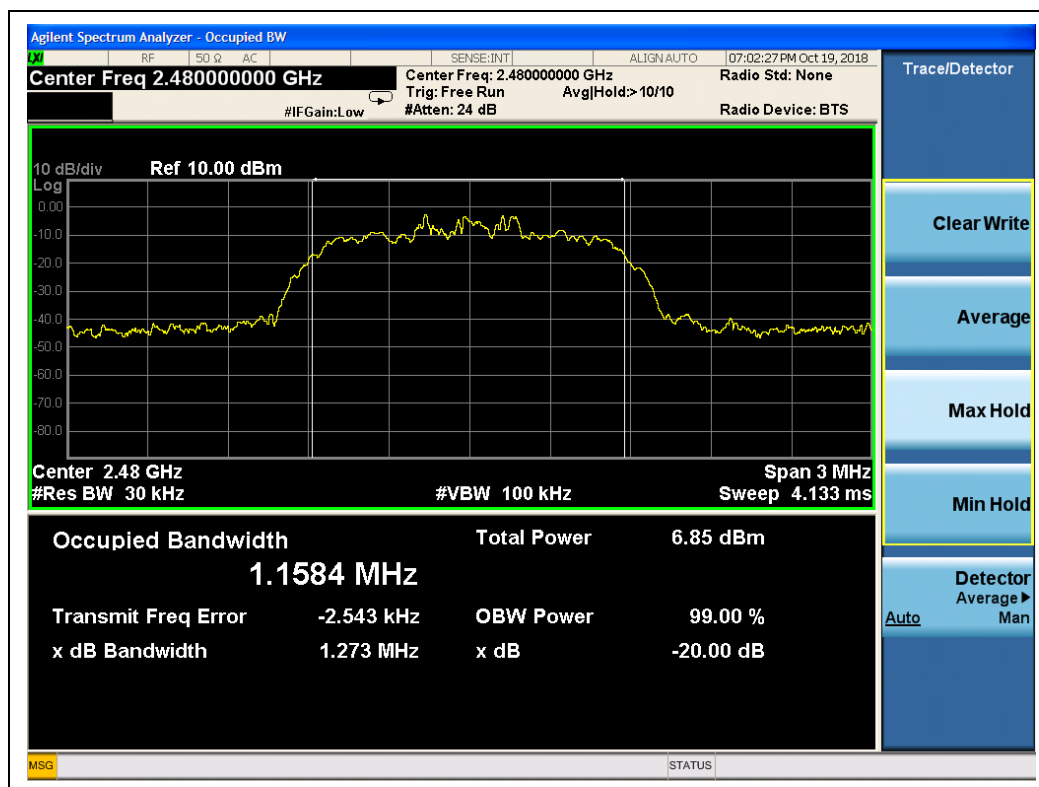 Agilent Spectrum Analyzer - Occupied BW
LXI RF 50 Ω AC SENSE:INT ALIGN AUTO 07:02:27 PM Oct 19, 2018
Center Freq 2.480000000 GHz
Center Freq: 2.480000000 GHz
Radio Std: None
Trig: Free Run Avg|Hold:> 10/10
#IFGain:Low
#Atten: 24 dB
Radio Device: BTS
Trace/Detector
10 dB/div Ref 10.00 dBm
Log
0.00
-10.0
-20.0
-30.0
-40.0
-50.0
-60.0
-70.0
-80.0
Center 2.48 GHz Span 3 MHz
#Res BW 30 kHz #VBW 100 kHz Sweep 4.133 ms
Occupied Bandwidth
1.1584 MHz
Total Power 6.85 dBm
Transmit Freq Error -2.543 kHz OBW Power 99.00 %
x dB Bandwidth 1.273 MHz x dB -20.00 dB
Clear Write
Average
Max Hold
Min Hold
Detector
Average
Auto Man
MSG STATUS